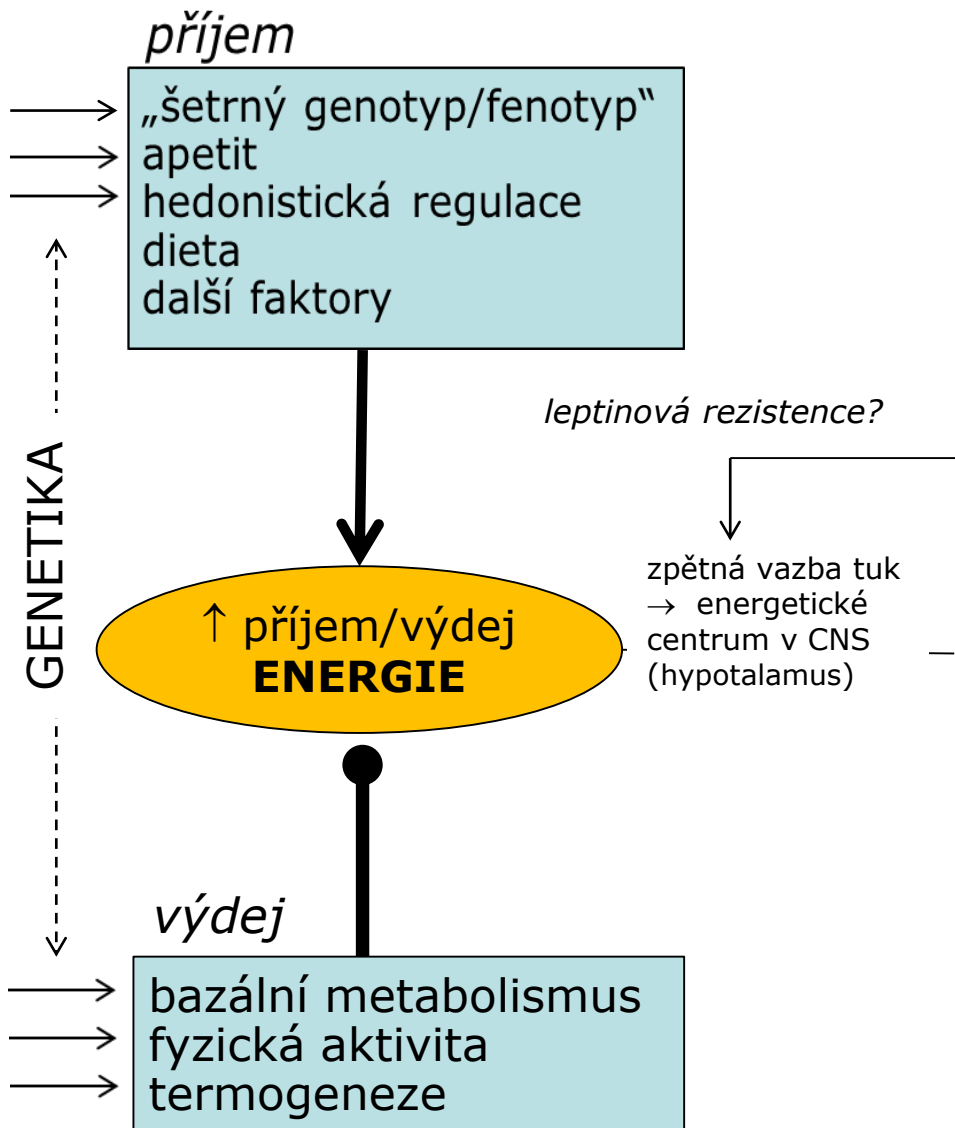 příjem
„šetrný genotyp/fenotyp“
apetit
hedonistická regulace
dieta
další faktory
leptinová rezistence?
GENETIKA
zpětná vazba tuk
→ energetické
centrum v CNS
(hypotalamus)
↑ příjem/výdej
ENERGIE
výdej
bazální metabolismus
fyzická aktivita
termogeneze